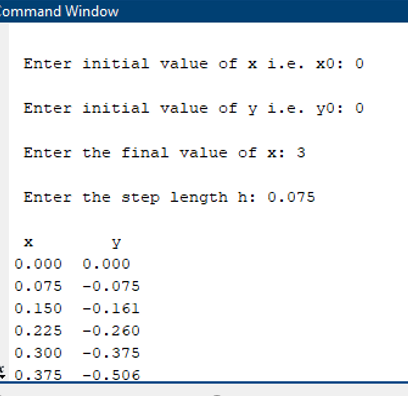 Command Window
Enter initial value of x i.e. x0: 0
Enter initial value of y i.e. y0: 0
Enter the final value of x: 3
Enter the step length h: 0.075
x y
0.000 0.000
0.075 -0.075
0.150 -0.161
0.225 -0.260
0.300 -0.375
0.375 -0.506